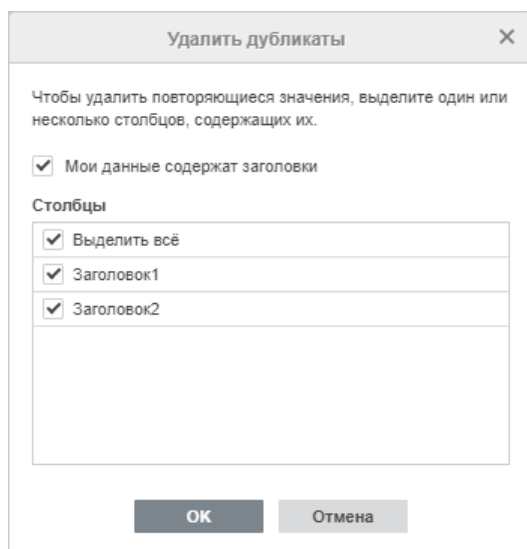 Удалить дубликаты
Чтобы удалить повторяющиеся значения, выделите один или
несколько столбцов, содержащих их.
Мои данные содержат заголовки
Столбцы
Выделить всё
Заголовок1
Заголовок2
OK
Отмена